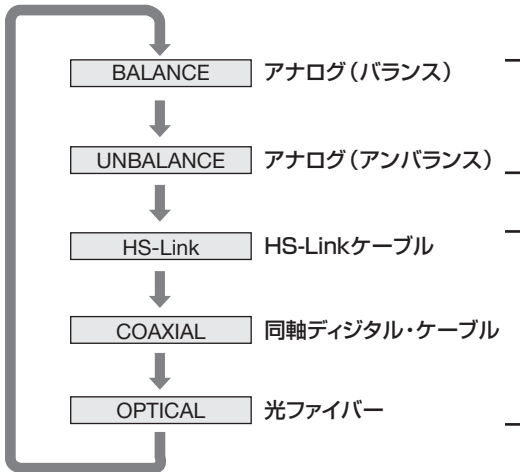 BALANCE アナログ(バランス)
UNBALANCE アナログ(アンバランス)
HS-Link HS-Linkケーブル
COAXIAL 同軸ディジタル・ケーブル
OPTICAL 光ファイバー